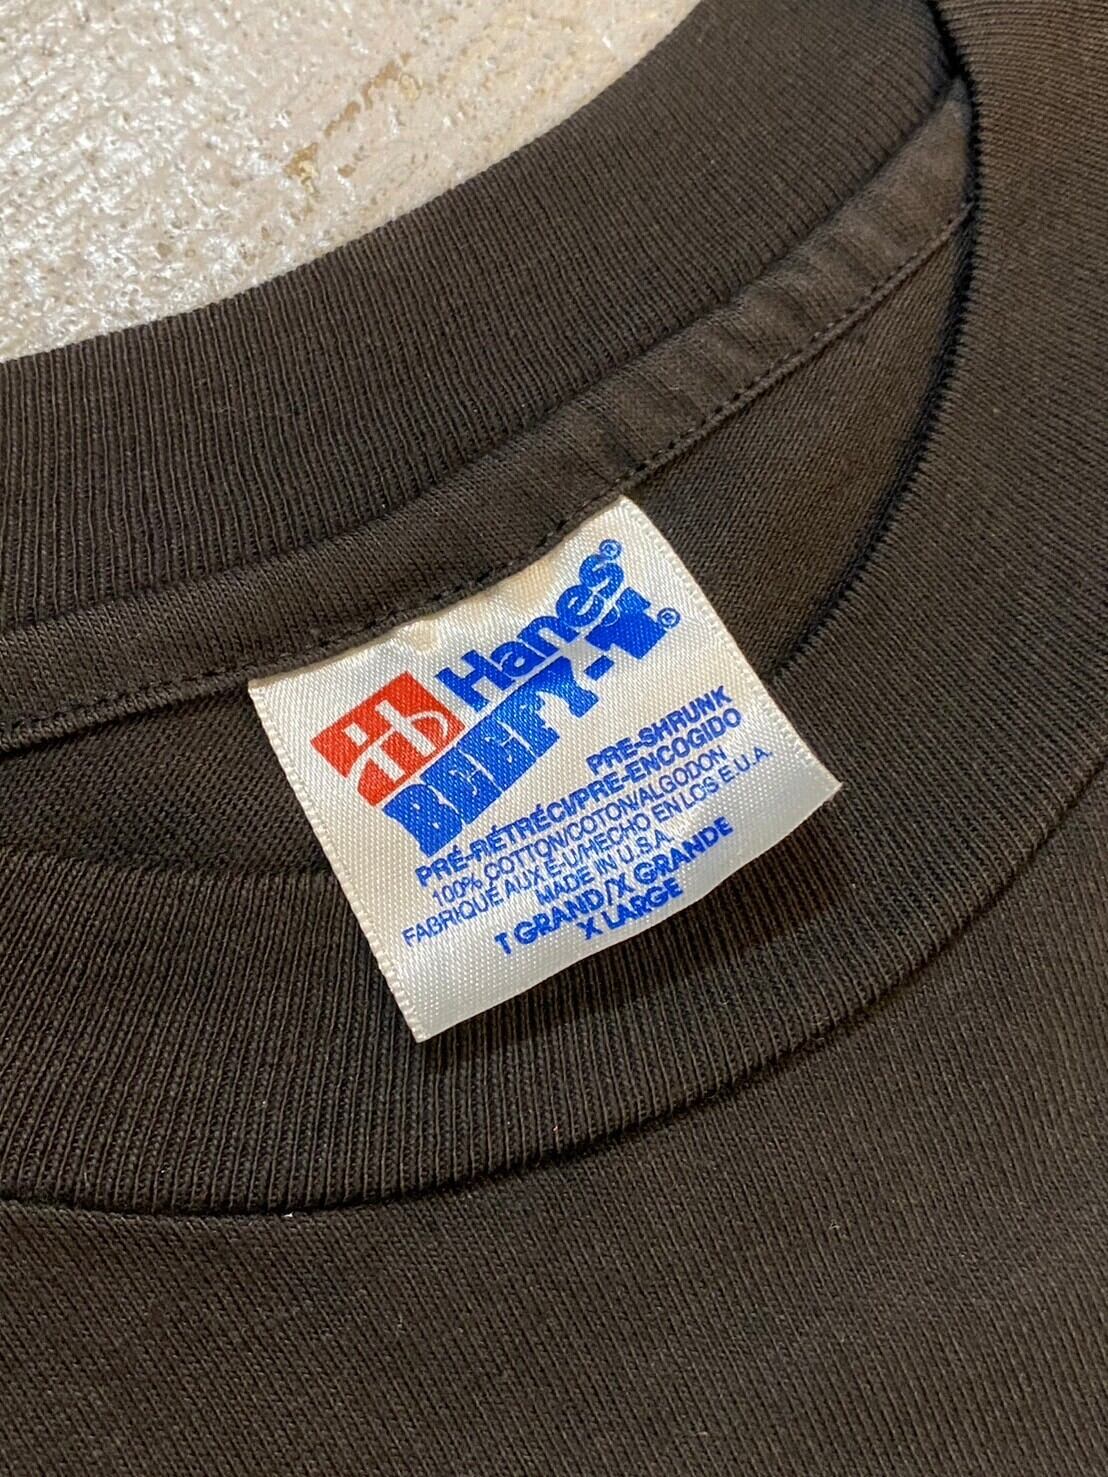 Hanes®
BEEFY-T®
PRE-SHRUNK
PRÉ-RÉTRÉCI/PRE-ENCOGIDO
100% COTTON/COTON/ALGODON
FABRIQUÉ AUX É-U/HECHO EN LOS E.U.A.
MADE IN U.S.A.
T GRAND/X GRANDE
X LARGE